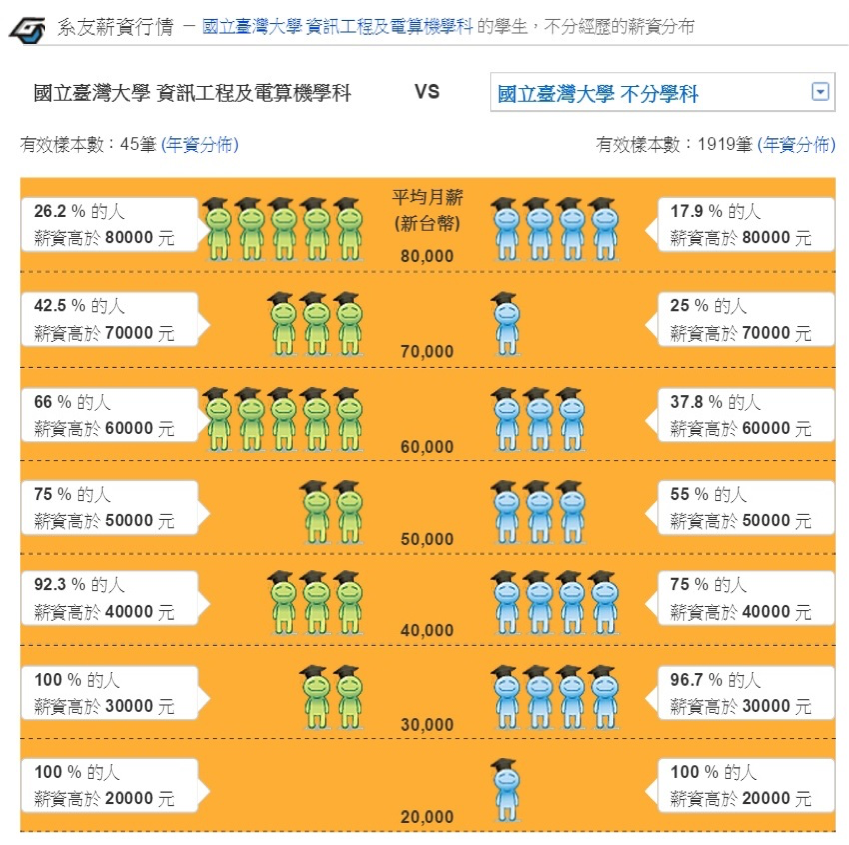 系友薪資行情 － 國立臺灣大學 資訊工程及電算機學科 的學生，不分經歷的薪資分布
國立臺灣大學 資訊工程及電算機學科 VS 國立臺灣大學 不分學科
有效樣本數：45筆 (年資分佈) 有效樣本數：1919筆 (年資分佈)
平均月薪
(新台幣)
26.2 % 的人
薪資高於 80000 元
80,000
17.9 % 的人
薪資高於 80000 元
42.5 % 的人
薪資高於 70000 元
70,000
25 % 的人
薪資高於 70000 元
66 % 的人
薪資高於 60000 元
60,000
37.8 % 的人
薪資高於 60000 元
75 % 的人
薪資高於 50000 元
50,000
55 % 的人
薪資高於 50000 元
92.3 % 的人
薪資高於 40000 元
40,000
75 % 的人
薪資高於 40000 元
100 % 的人
薪資高於 30000 元
30,000
96.7 % 的人
薪資高於 30000 元
100 % 的人
薪資高於 20000 元
20,000
100 % 的人
薪資高於 20000 元